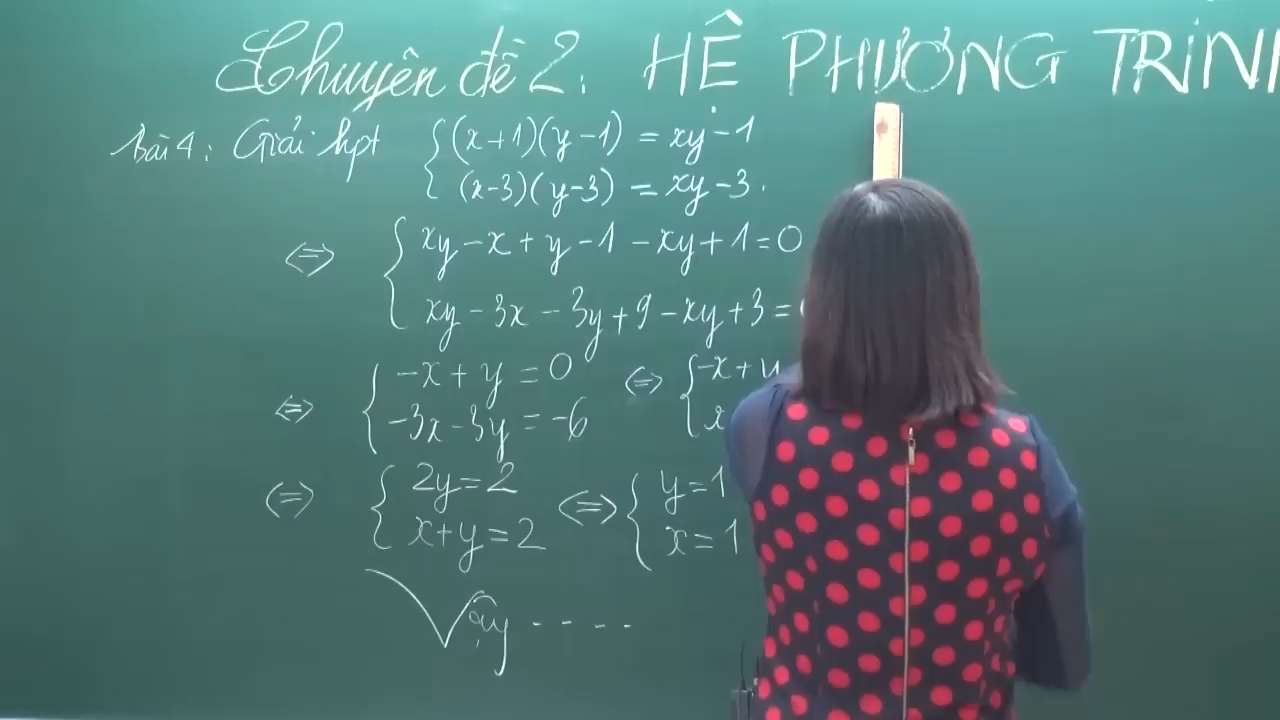 Chuyên đề 2: HỆ PHƯƠNG TRÌN
Bài 4: Giải hpt { (x+1)(y-1) = xy-1
(x-3)(y-3) = xy-3.
⇔ { xy-x+y-1-xy+1=0
xy-3x-3y+9-xy+3=
⇔ { -x+y=0 ⇔ { -x+y
-3x-3y=-6 x
⇔ { 2y=2 ⇔ { y=1
x+y=2 x=1
Vậy ----